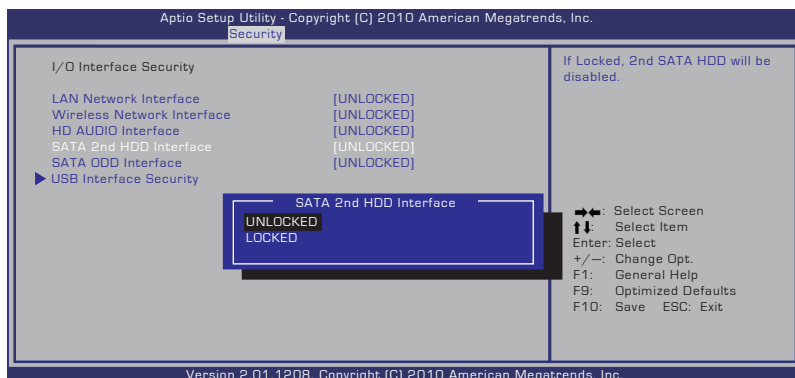 Aptio Setup Utility - Copyright (C) 2010 American Megatrends, Inc.
Security
I/O Interface Security
LAN Network Interface [UNLOCKED]
Wireless Network Interface [UNLOCKED]
HD AUDIO Interface [UNLOCKED]
SATA 2nd HDD Interface [UNLOCKED]
SATA ODD Interface [UNLOCKED]
USB Interface Security
SATA 2nd HDD Interface
UNLOCKED
LOCKED
If Locked, 2nd SATA HDD will be
disabled.
→←: Select Screen
↑↓: Select Item
Enter: Select
+/—: Change Opt.
F1: General Help
F9: Optimized Defaults
F10: Save ESC: Exit
Version 2.01.1208. Copyright (C) 2010 American Megatrends, Inc.